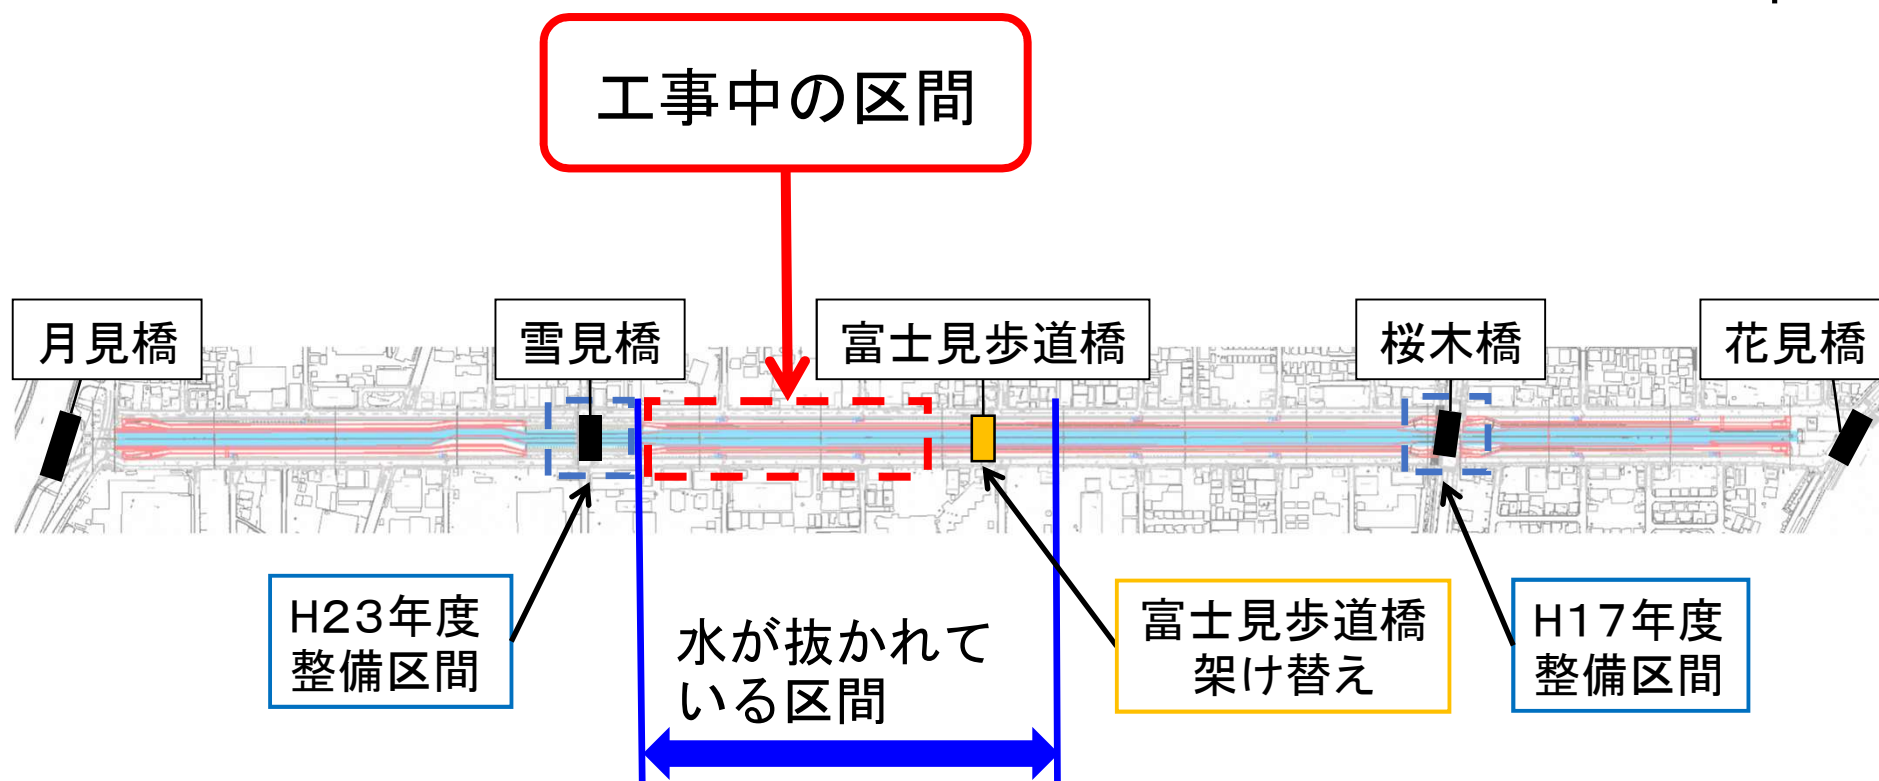 工事中の区間
月見橋
雪見橋
富士見歩道橋
桜木橋
花見橋
H23年度
整備区間
水が抜かれて
いる区間
富士見歩道橋
架け替え
H17年度
整備区間